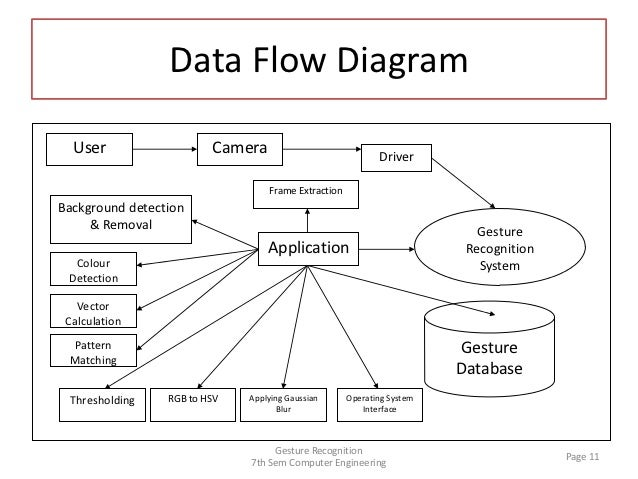 Data Flow Diagram
User
Camera
Driver
Frame Extraction
Background detection
& Removal
Application
Gesture
Recognition
System
Colour
Detection
Vector
Calculation
Pattern
Matching
Gesture
Database
Thresholding
RGB to HSV
Applying Gaussian
Blur
Operating System
Interface
Gesture Recognition
7th Sem Computer Engineering
Page 11